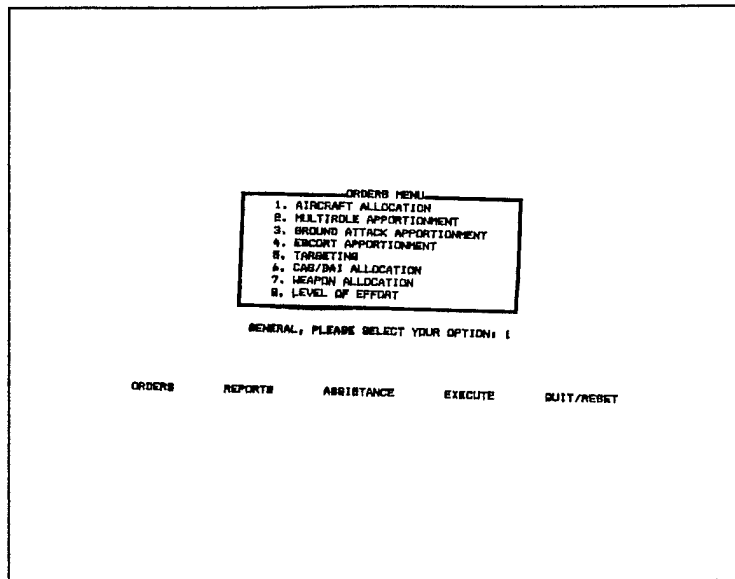 ORDERS MENU
1. AIRCRAFT ALLOCATION
2. MULTIROLE APPORTIONMENT
3. GROUND ATTACK APPORTIONMENT
4. ESCORT APPORTIONMENT
5. TARGETING
6. CAS/BAI ALLOCATION
7. WEAPON ALLOCATION
8. LEVEL OF EFFORT
GENERAL, PLEASE SELECT YOUR OPTION:
ORDERS REPORTS ASSISTANCE EXECUTE QUIT/RESET